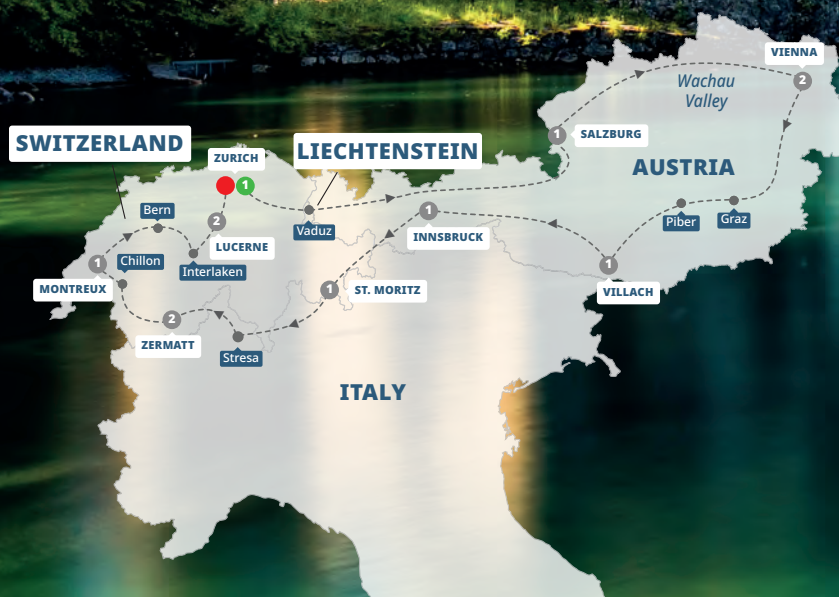 VIENNA
2
Wachau
Valley
1
SALZBURG
SWITZERLAND
ZURICH
LIECHTENSTEIN
AUSTRIA
1
Bern
2
LUCERNE
Vaduz
1
INNSBRUCK
Piber
Graz
Chillon
Interlaken
1
MONTREUX
1
ST. MORITZ
1
VILLACH
2
ZERMATT
Stresa
ITALY